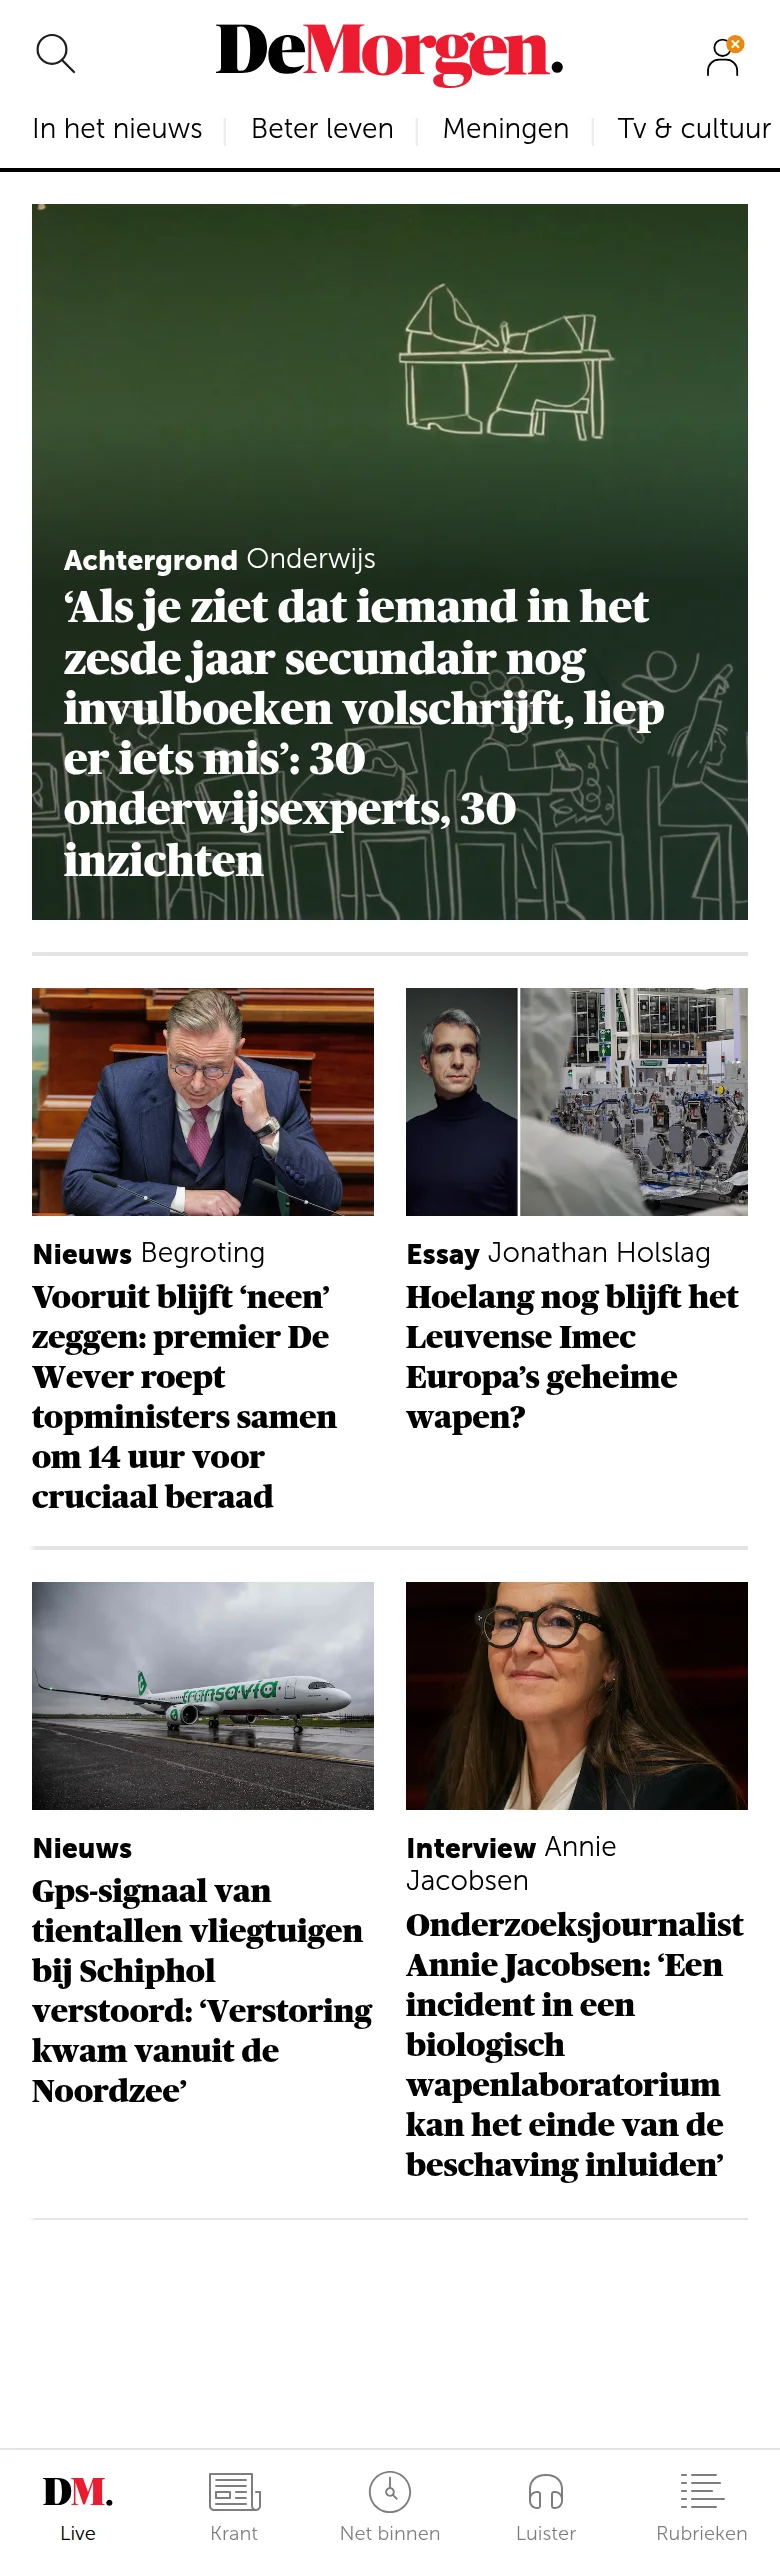 DeMorgen.
In het nieuws
Beter leven
Meningen
Tv & cultuur
Achtergrond Onderwijs
‘Als je ziet dat iemand in het
zesde jaar secundair nog
invulboeken volschrijft, liep
er iets mis’: 30
onderwijsexperts, 30
inzichten
Nieuws Begroting
Vooruit blijft ‘neen’
zeggen: premier De
Wever roept
topministers samen
om 14 uur voor
cruciaal beraad
Essay Jonathan Holslag
Hoelang nog blijft het
Leuvense Imec
Europa’s geheime
wapen?
transavia
Nieuws
Gps-signaal van
tientallen vliegtuigen
bij Schiphol
verstoord: ‘Verstoring
kwam vanuit de
Noordzee’
Interview Annie
Jacobsen
Onderzoeksjournalist
Annie Jacobsen: ‘Een
incident in een
biologisch
wapenlaboratorium
kan het einde van de
beschaving inluiden’
DM.
Live
Krant
Net binnen
Luister
Rubrieken